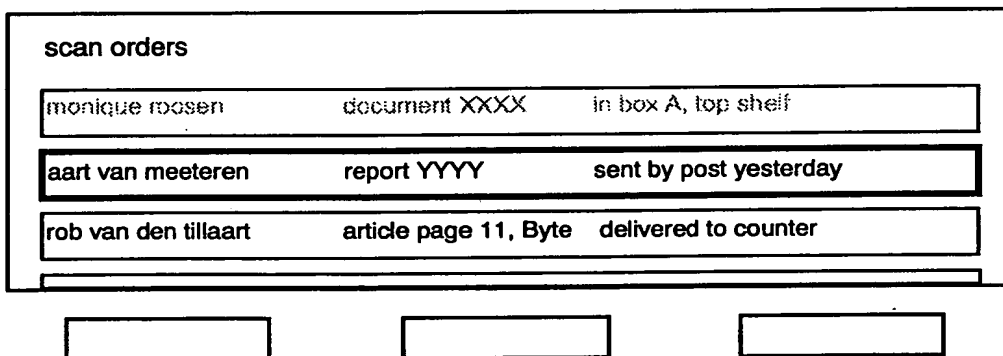 scan orders
monique roosen document XXXX in box A, top shelf
aart van meeteren report YYYY sent by post yesterday
rob van den tillaart article page 11, Byte delivered to counter